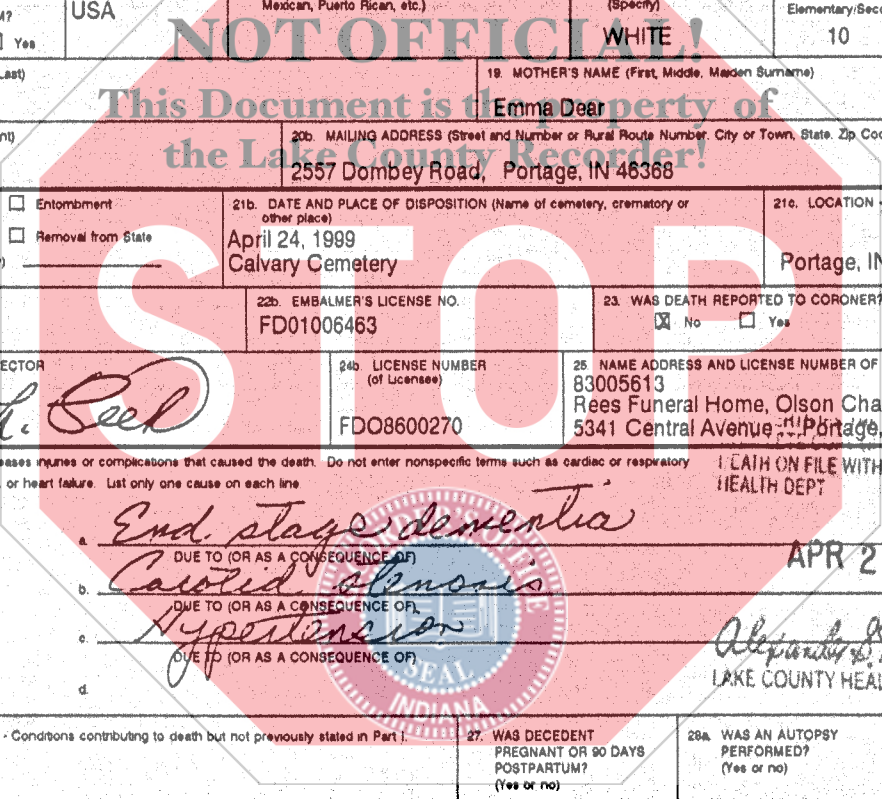 M?
USA
Mexican, Puerto Rican, etc.)
(Specify)
Elementary/Seco
Yes
WHITE
10
NOT OFFICIAL!
Last)
19. MOTHER'S NAME (First, Middle, Maiden Surname)
This Document is the property of
Emma Dear
nt)
20b. MAILING ADDRESS (Street and Number or Rural Route Number, City or Town, State, Zip Coo
the Lake County Recorder!
2557 Dombey Road, Portage, IN 46368
Entombment
21b. DATE AND PLACE OF DISPOSITION (Name of cemetery, crematory or
other place)
21c. LOCATION -
Removal from State
April 24, 1999
Calvary Cemetery
Portage, IN
STOP
22b. EMBALMER'S LICENSE NO.
23. WAS DEATH REPORTED TO CORONER?
FD01006463
X No Yes
ECTOR
24b. LICENSE NUMBER
(of Licensee)
25 NAME ADDRESS AND LICENSE NUMBER OF
83005613
Rees Funeral Home, Olson Cha
FDO8600270
5341 Central Avenue Portage,
eases injuries or complications that caused the death. Do not enter nonspecific terms such as cardiac or respiratory
EATH ON FILE WITH
or heart failure. List only one cause on each line
HEALTH DEPT
a. End. stage dementia
DUE TO (OR AS A CONSEQUENCE OF)
APR 2
b. Carotid stenosis
DUE TO (OR AS A CONSEQUENCE OF)
c. Hypertension
DUE TO (OR AS A CONSEQUENCE OF)
Alexander S.
LAKE COUNTY HEAL
d.
SEAL
INDIANA
- Conditions contributing to death but not previously stated in Part I.
27. WAS DECEDENT
PREGNANT OR 90 DAYS
POSTPARTUM?
(Yes or no)
28a. WAS AN AUTOPSY
PERFORMED?
(Yes or no)